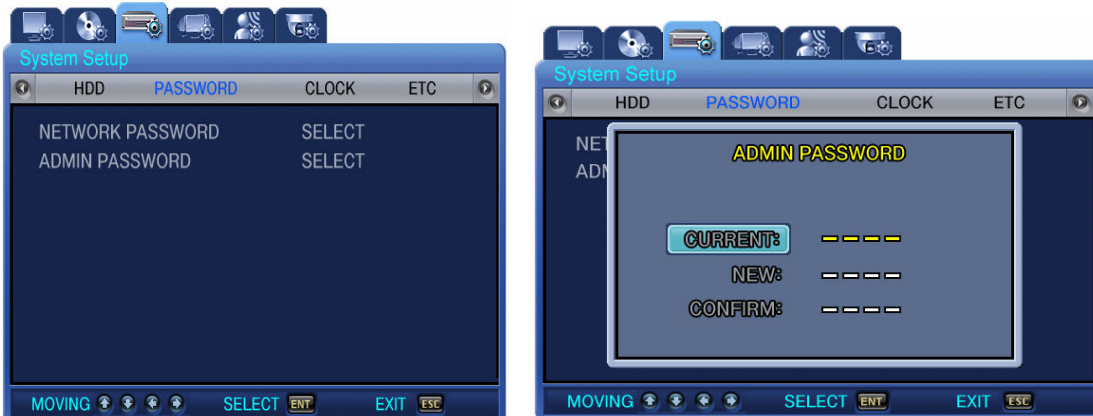 System Setup
HDD PASSWORD CLOCK ETC
NETWORK PASSWORD SELECT
ADMIN PASSWORD SELECT
MOVING SELECT ENT EXIT ESC
System Setup
HDD PASSWORD CLOCK ETC
NET
ADM
ADMIN PASSWORD
CURRENT: ----
NEW: ----
CONFIRM: ----
MOVING SELECT ENT EXIT ESC